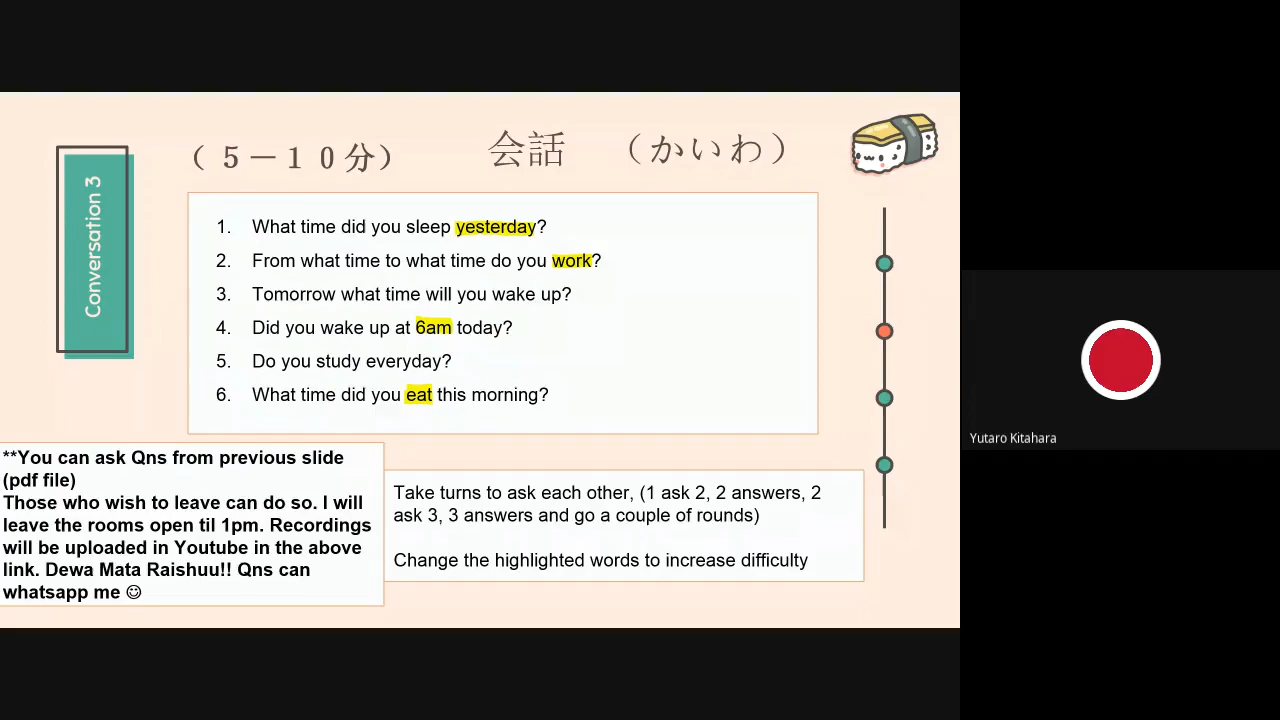 Conversation 3
（５－１０分）
会話　（かいわ）
1. What time did you sleep yesterday?
2. From what time to what time do you work?
3. Tomorrow what time will you wake up?
4. Did you wake up at 6am today?
5. Do you study everyday?
6. What time did you eat this morning?
**You can ask Qns from previous slide
(pdf file)
Those who wish to leave can do so. I will
leave the rooms open til 1pm. Recordings
will be uploaded in Youtube in the above
link. Dewa Mata Raishuu!! Qns can
whatsapp me ☺
Take turns to ask each other, (1 ask 2, 2 answers, 2
ask 3, 3 answers and go a couple of rounds)
Change the highlighted words to increase difficulty
Yutaro Kitahara